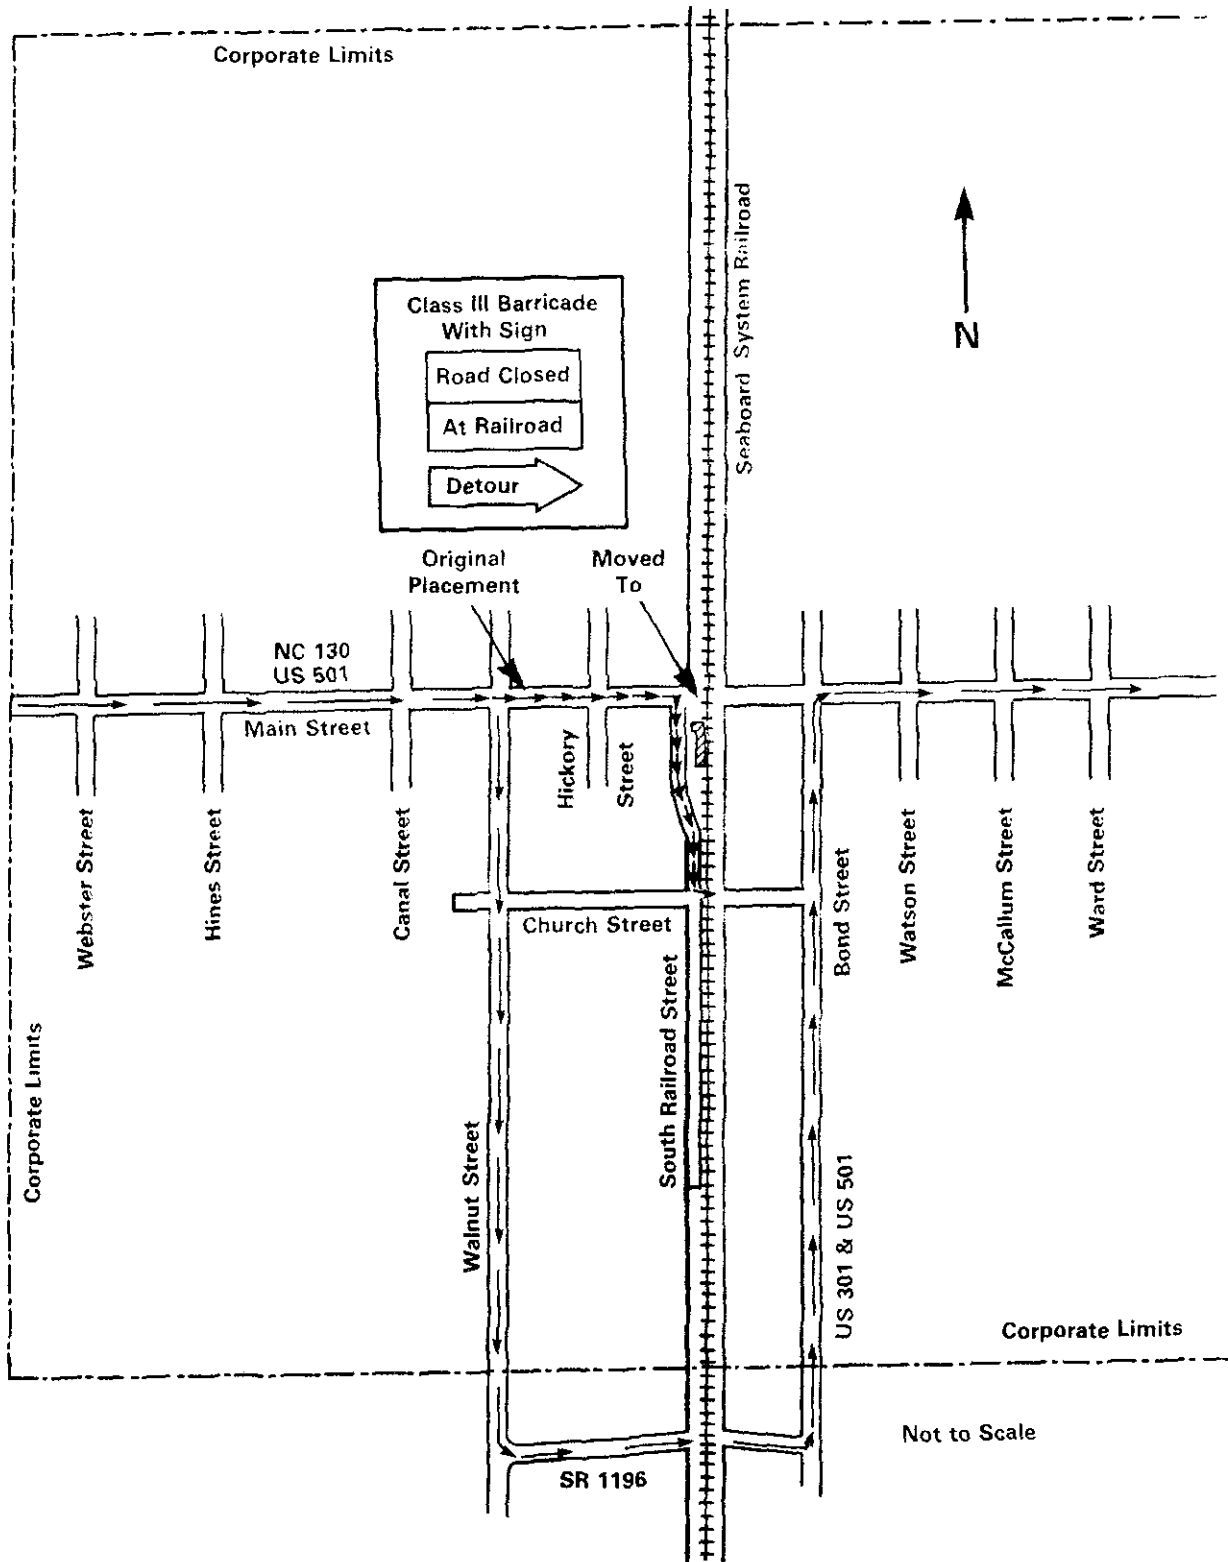 Corporate Limits
Seaboard System Railroad
N
Class III Barricade
With Sign
Road Closed
At Railroad
Detour
Original
Placement
Moved
To
NC 130
US 501
Main Street
Hickory
Street
Webster Street
Hines Street
Canal Street
Church Street
Bond Street
Watson Street
McCallum Street
Ward Street
Corporate Limits
Walnut Street
South Railroad Street
US 301 & US 501
Corporate Limits
Not to Scale
SR 1196